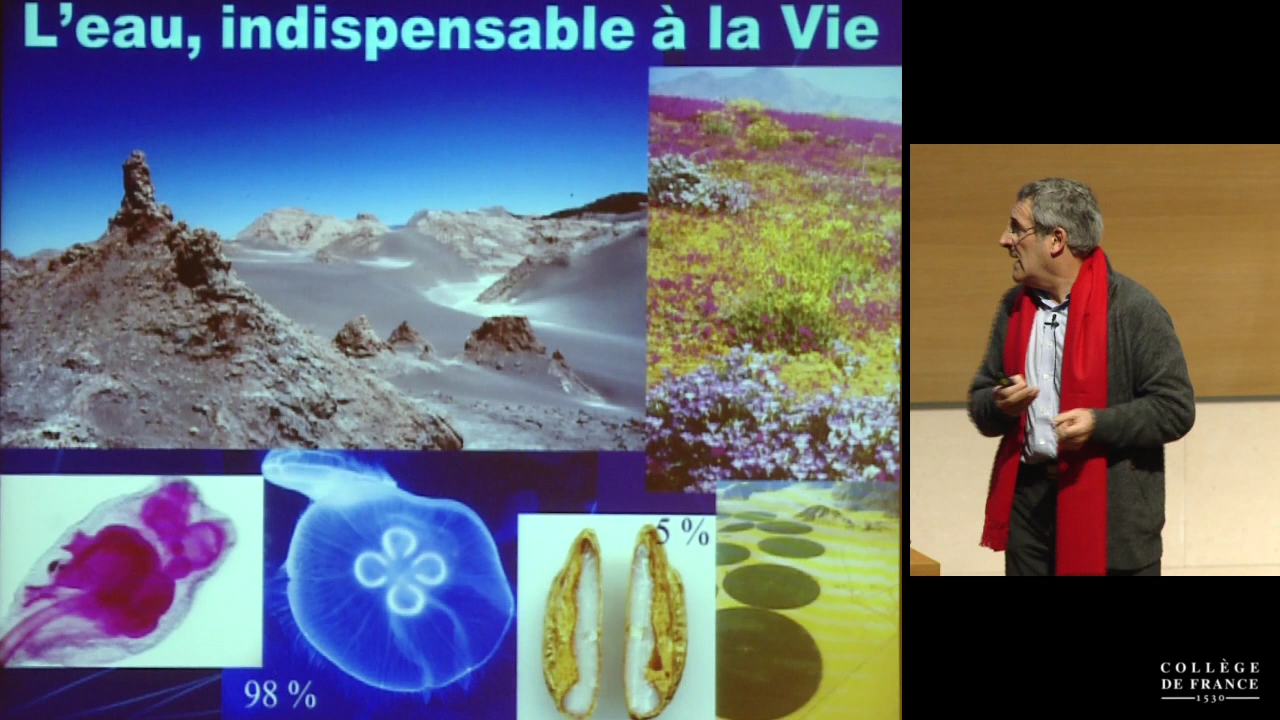 L'eau, indispensable à la Vie
5 %
98 %
COLLÈGE
DE FRANCE
1530